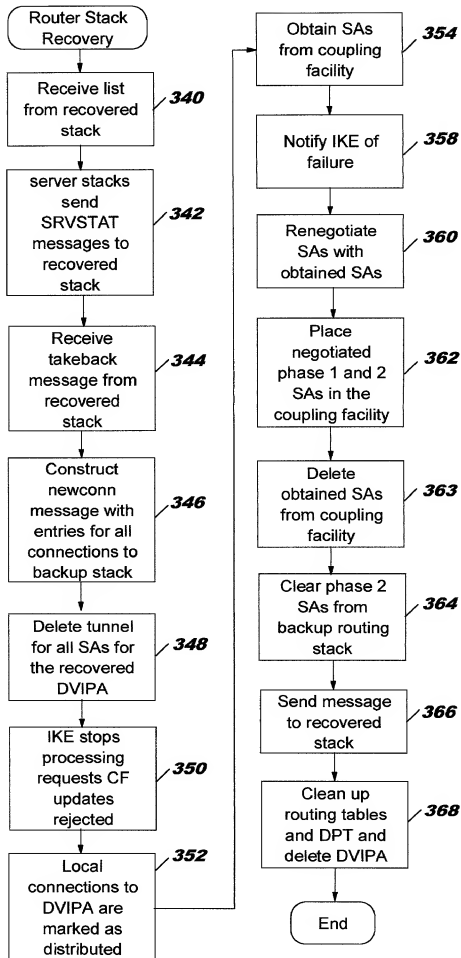 Router Stack
Recovery
Receive list
from recovered
stack
340
server stacks
send
SRVSTAT
messages to
recovered
stack
342
Receive
takeback
message from
recovered
stack
344
Construct
newconn
message with
entries for all
connections to
backup stack
346
Delete tunnel
for all SAs for
the recovered
DVIPA
348
IKE stops
processing
requests CF
updates
rejected
350
Local
connections to
DVIPA are
marked as
distributed
352
Obtain SAs
from coupling
facility
354
Notify IKE of
failure
358
Renegotiate
SAs with
obtained SAs
360
Place
negotiated
phase 1 and 2
SAs in the
coupling facility
362
Delete
obtained SAs
from coupling
facility
363
Clear phase 2
SAs from
backup routing
stack
364
Send message
to recovered
stack
366
Clean up
routing tables
and DPT and
delete DVIPA
368
End